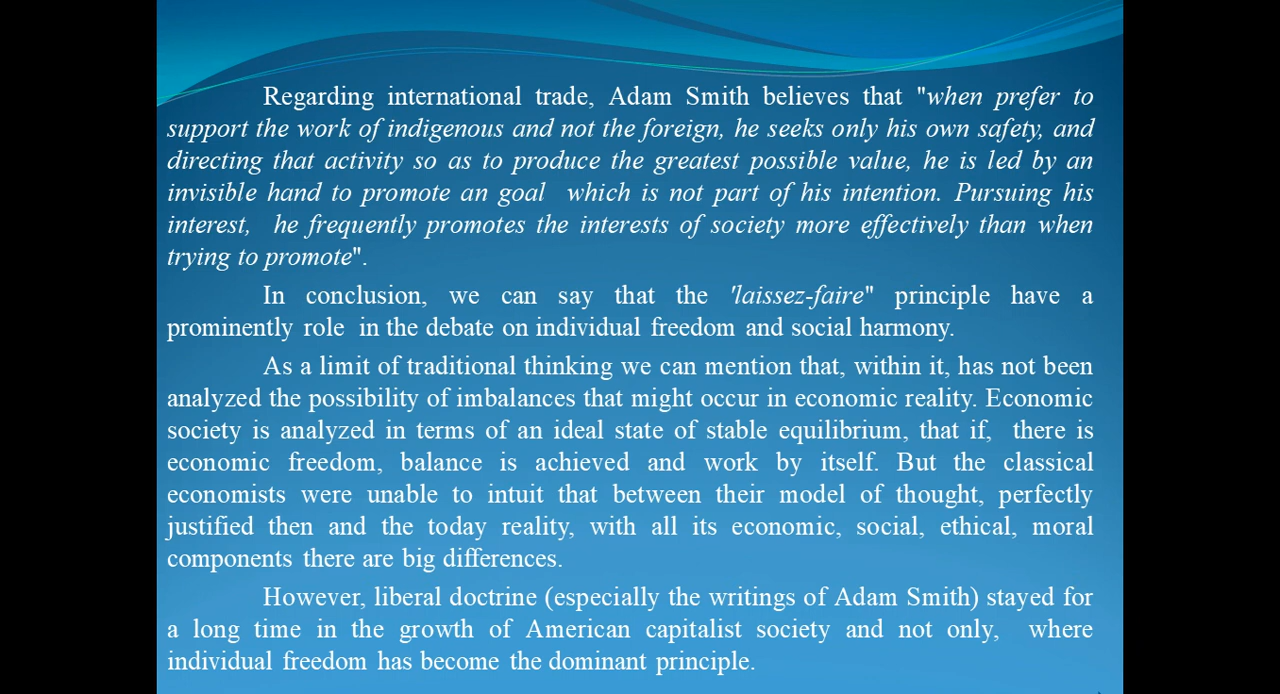 Regarding international trade, Adam Smith believes that "when prefer to
support the work of indigenous and not the foreign, he seeks only his own safety, and
directing that activity so as to produce the greatest possible value, he is led by an
invisible hand to promote an goal  which is not part of his intention. Pursuing his
interest,  he frequently promotes the interests of society more effectively than when
trying to promote".
In conclusion, we can say that the 'laissez-faire" principle have a
prominently role  in the debate on individual freedom and social harmony.
As a limit of traditional thinking we can mention that, within it, has not been
analyzed the possibility of imbalances that might occur in economic reality. Economic
society is analyzed in terms of an ideal state of stable equilibrium, that if,  there is
economic freedom, balance is achieved and work by itself. But the classical
economists were unable to intuit that between their model of thought, perfectly
justified then and the today reality, with all its economic, social, ethical, moral
components there are big differences.
However, liberal doctrine (especially the writings of Adam Smith) stayed for
a long time in the growth of American capitalist society and not only,  where
individual freedom has become the dominant principle.